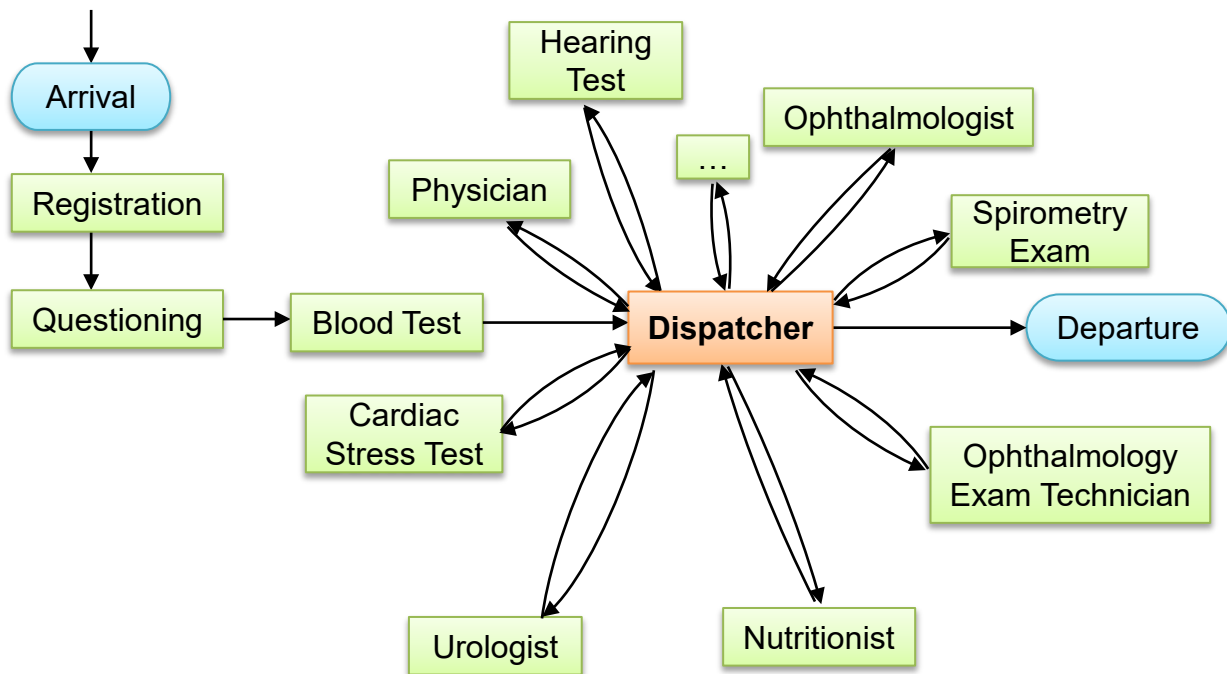 Arrival
Registration
Questioning
Blood Test
Physician
Hearing
Test
…
Ophthalmologist
Spirometry
Exam
Dispatcher
Departure
Cardiac
Stress Test
Ophthalmology
Exam Technician
Urologist
Nutritionist